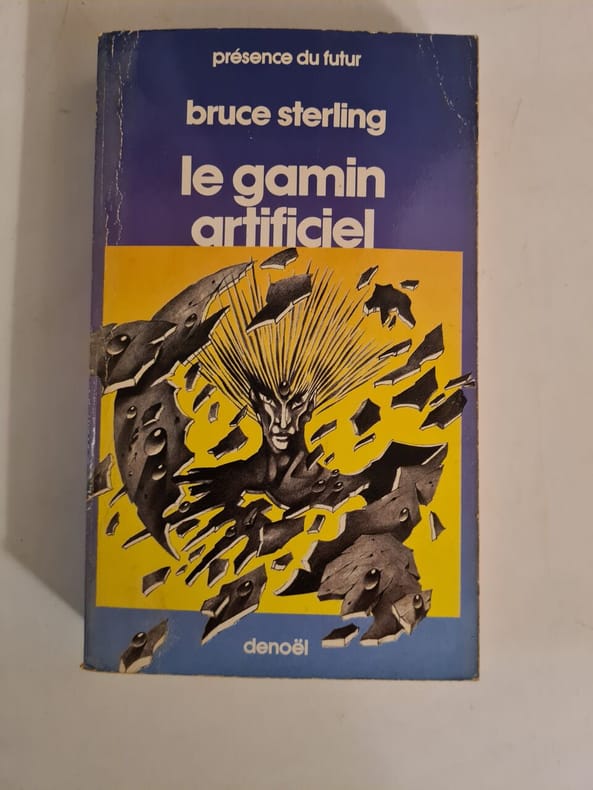 présence du futur
bruce sterling
le gamin
artificiel
denoël